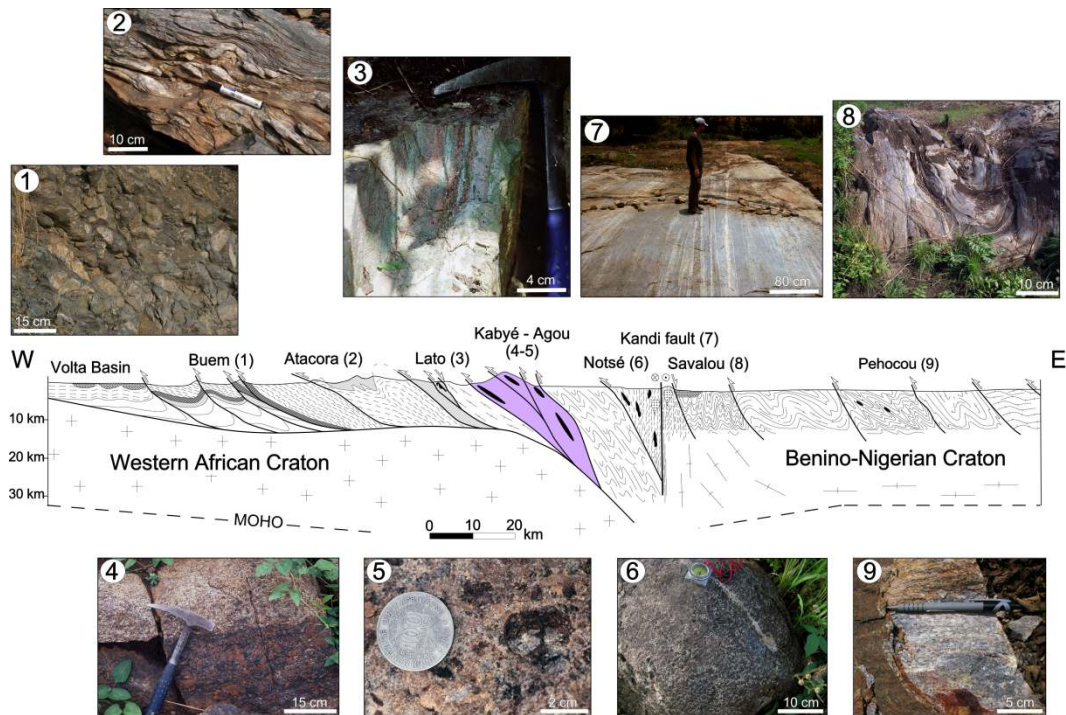 2
10 cm
3
4 cm
7
80 cm
8
10 cm
1
15 cm
W
E
Volta Basin
Buem (1)
Atacora (2)
Lato (3)
Kabyé - Agou
(4-5)
Kandi fault (7)
Notsé (6)
Savalou (8)
Pehocou (9)
10 km
20 km
30 km
Western African Craton
Benino-Nigerian Craton
MOHO
0 10 20
km
4
15 cm
5
2 cm
6
10 cm
9
5 cm